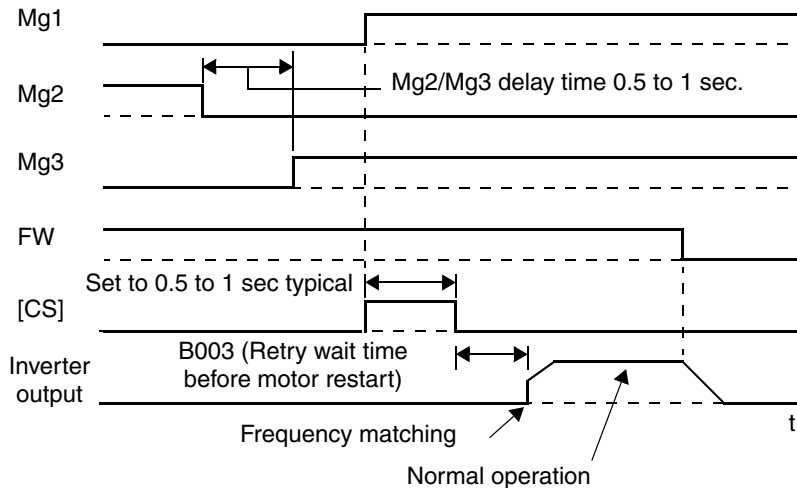 Mg1
Mg2/Mg3 delay time 0.5 to 1 sec.
Mg2
Mg3
FW
Set to 0.5 to 1 sec typical
[CS]
B003 (Retry wait time
before motor restart)
Inverter
output
t
Frequency matching
Normal operation